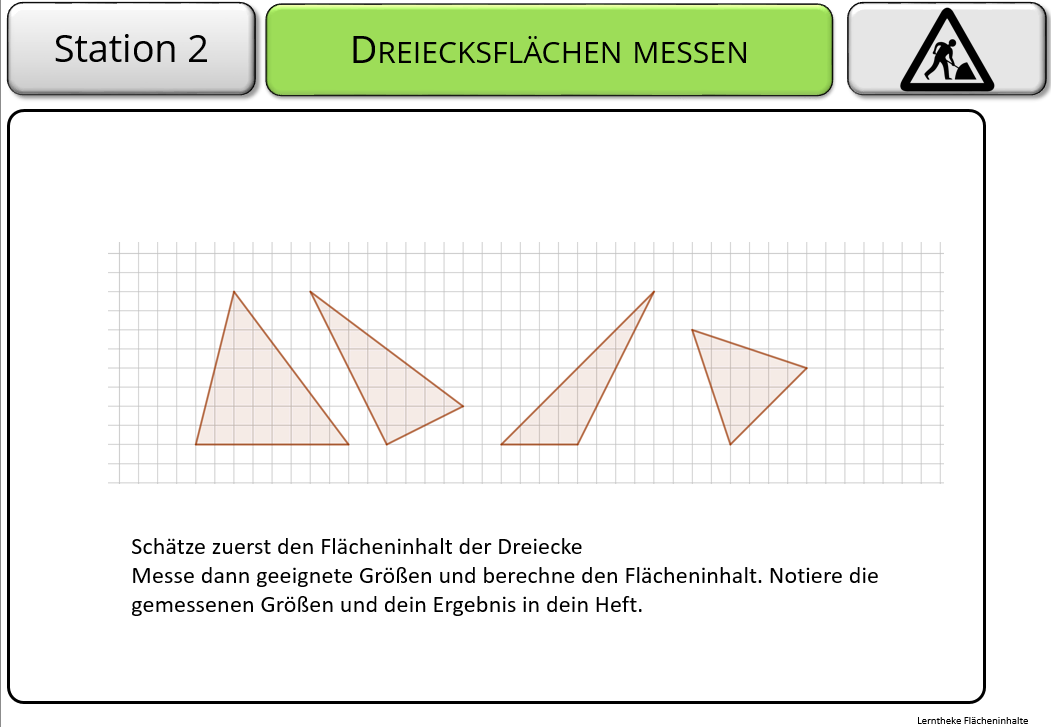 Station 2
DREIECKSFLÄCHEN MESSEN
Schätze zuerst den Flächeninhalt der Dreiecke
Messe dann geeignete Größen und berechne den Flächeninhalt. Notiere die
gemessenen Größen und dein Ergebnis in dein Heft.
Lerntheke Flächeninhalte